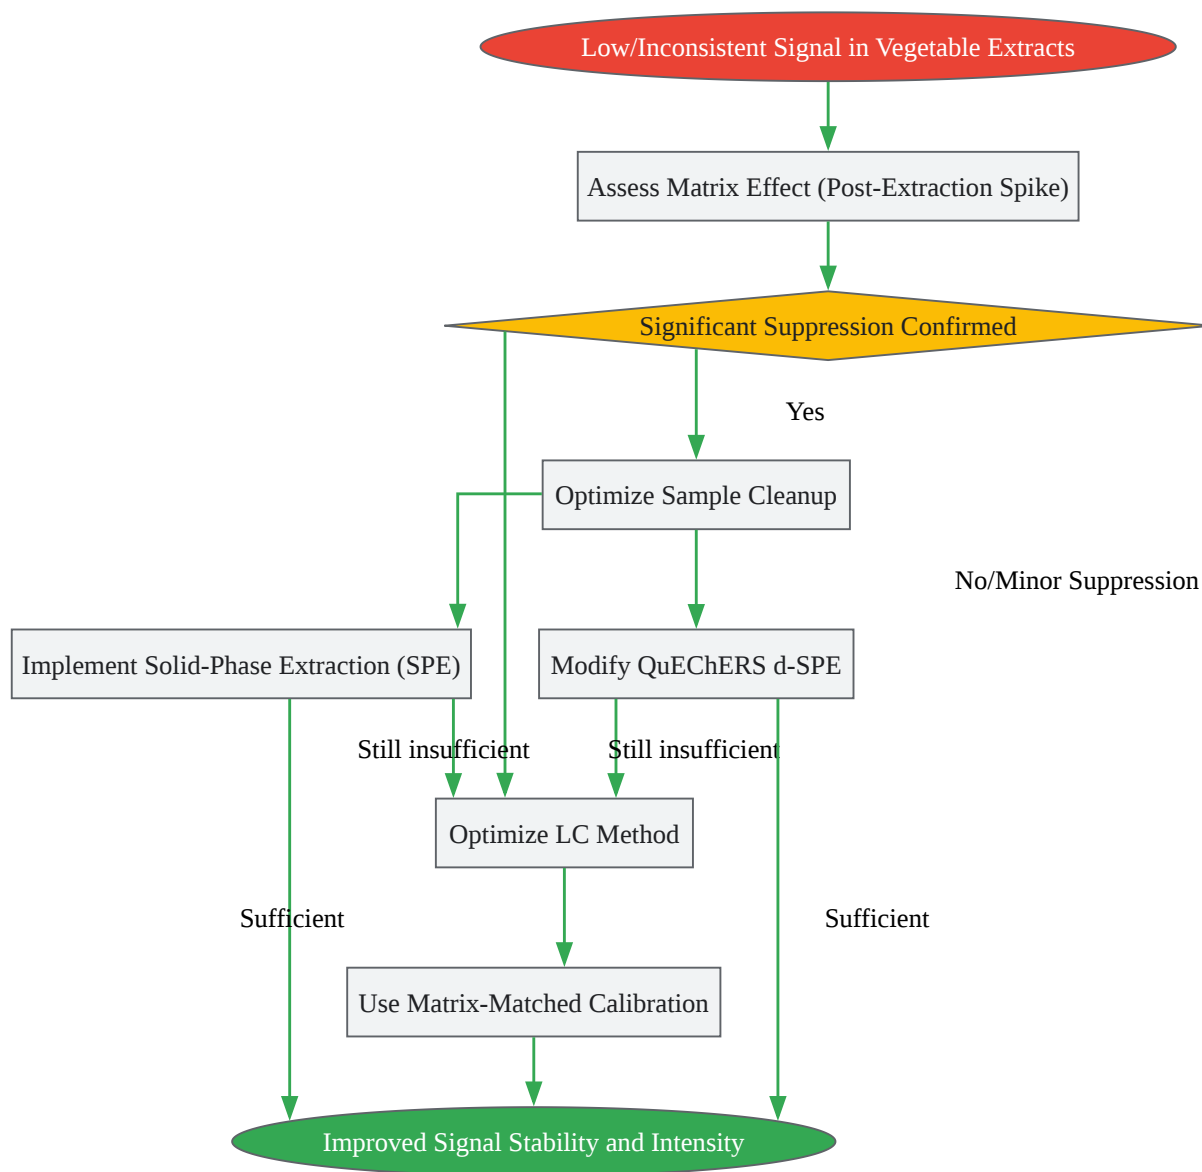 Low/Inconsistent Signal in Vegetable Extracts
Assess Matrix Effect (Post-Extraction Spike)
Significant Suppression Confirmed
Yes
Optimize Sample Cleanup
No/Minor Suppression
Implement Solid-Phase Extraction (SPE)
Modify QuEChERS d-SPE
Still insufficient
Still insufficient
Optimize LC Method
Sufficient
Sufficient
Use Matrix-Matched Calibration
Improved Signal Stability and Intensity